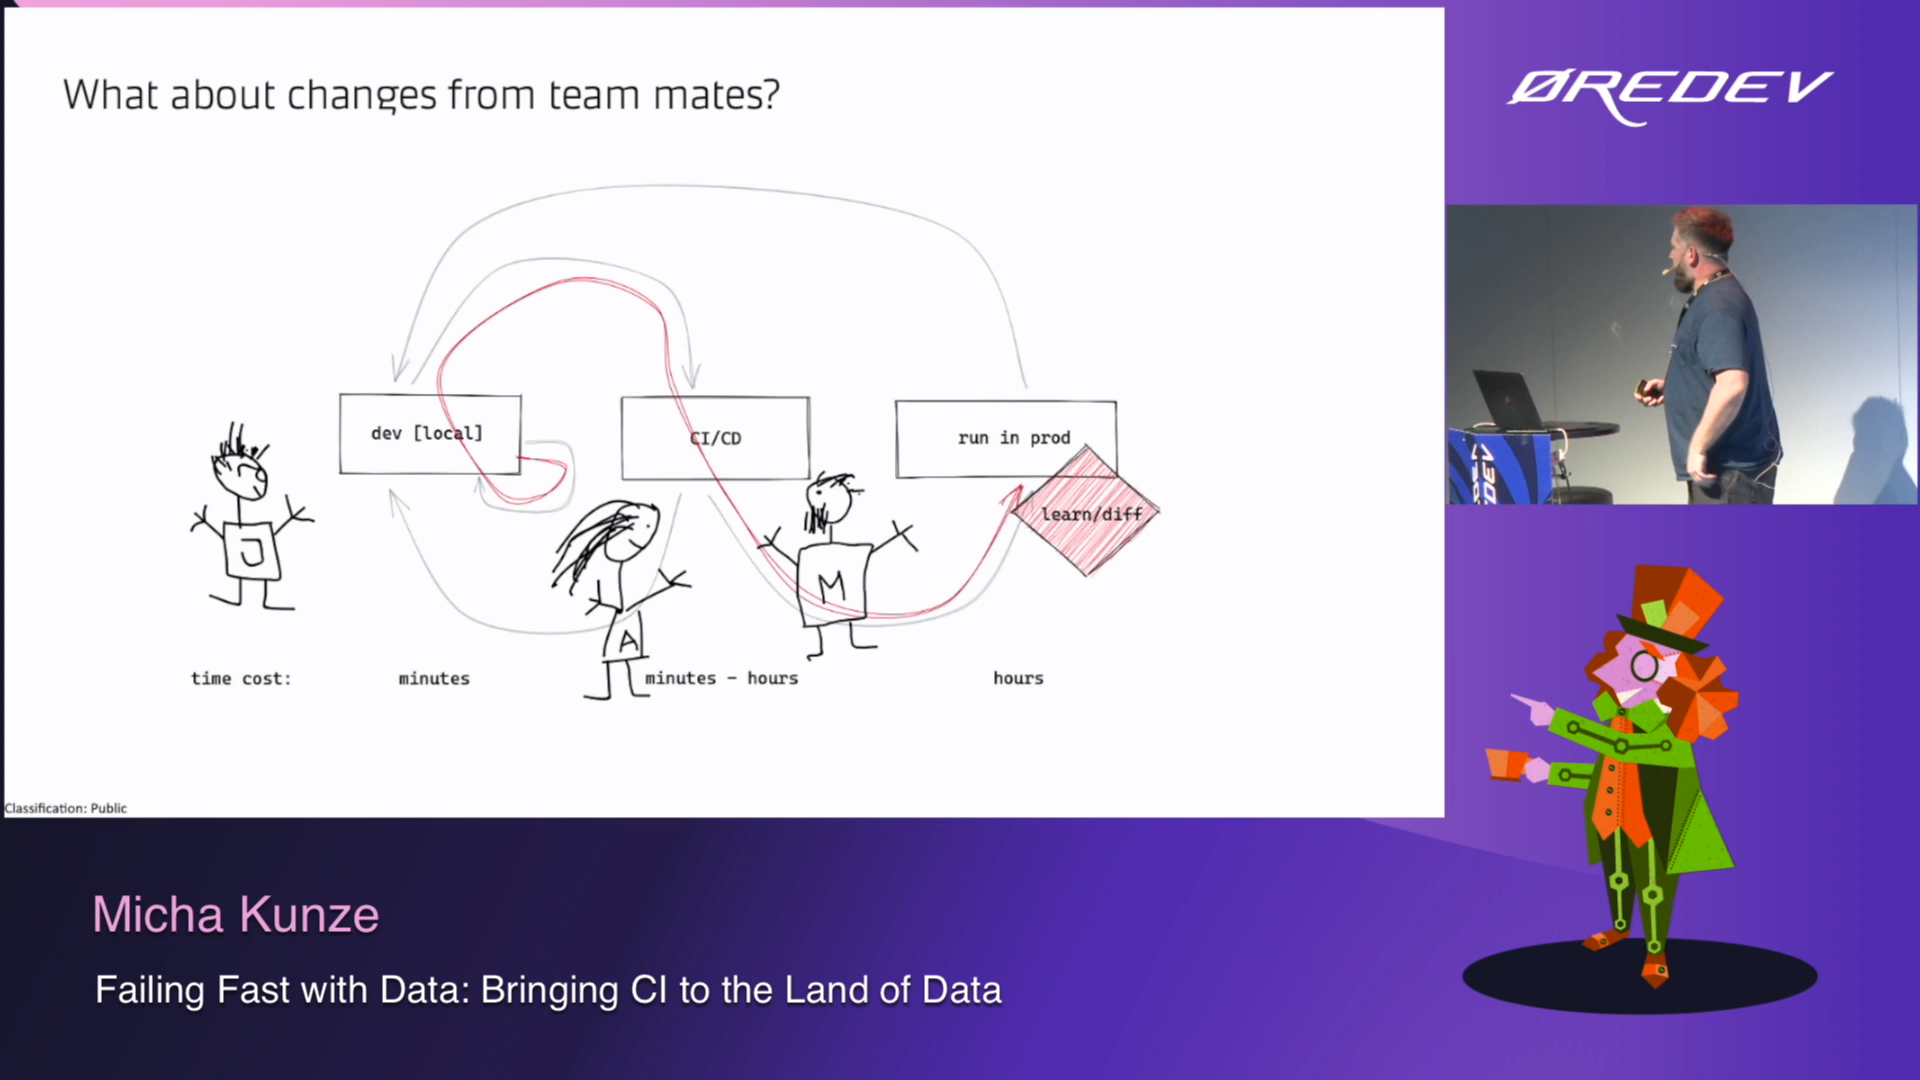 What about changes from team mates?
ØREDEV
dev [local]
CI/CD
run in prod
learn/diff
J
A
M
time cost:
minutes
minutes - hours
hours
Classification: Public
Micha Kunze
Failing Fast with Data: Bringing CI to the Land of Data